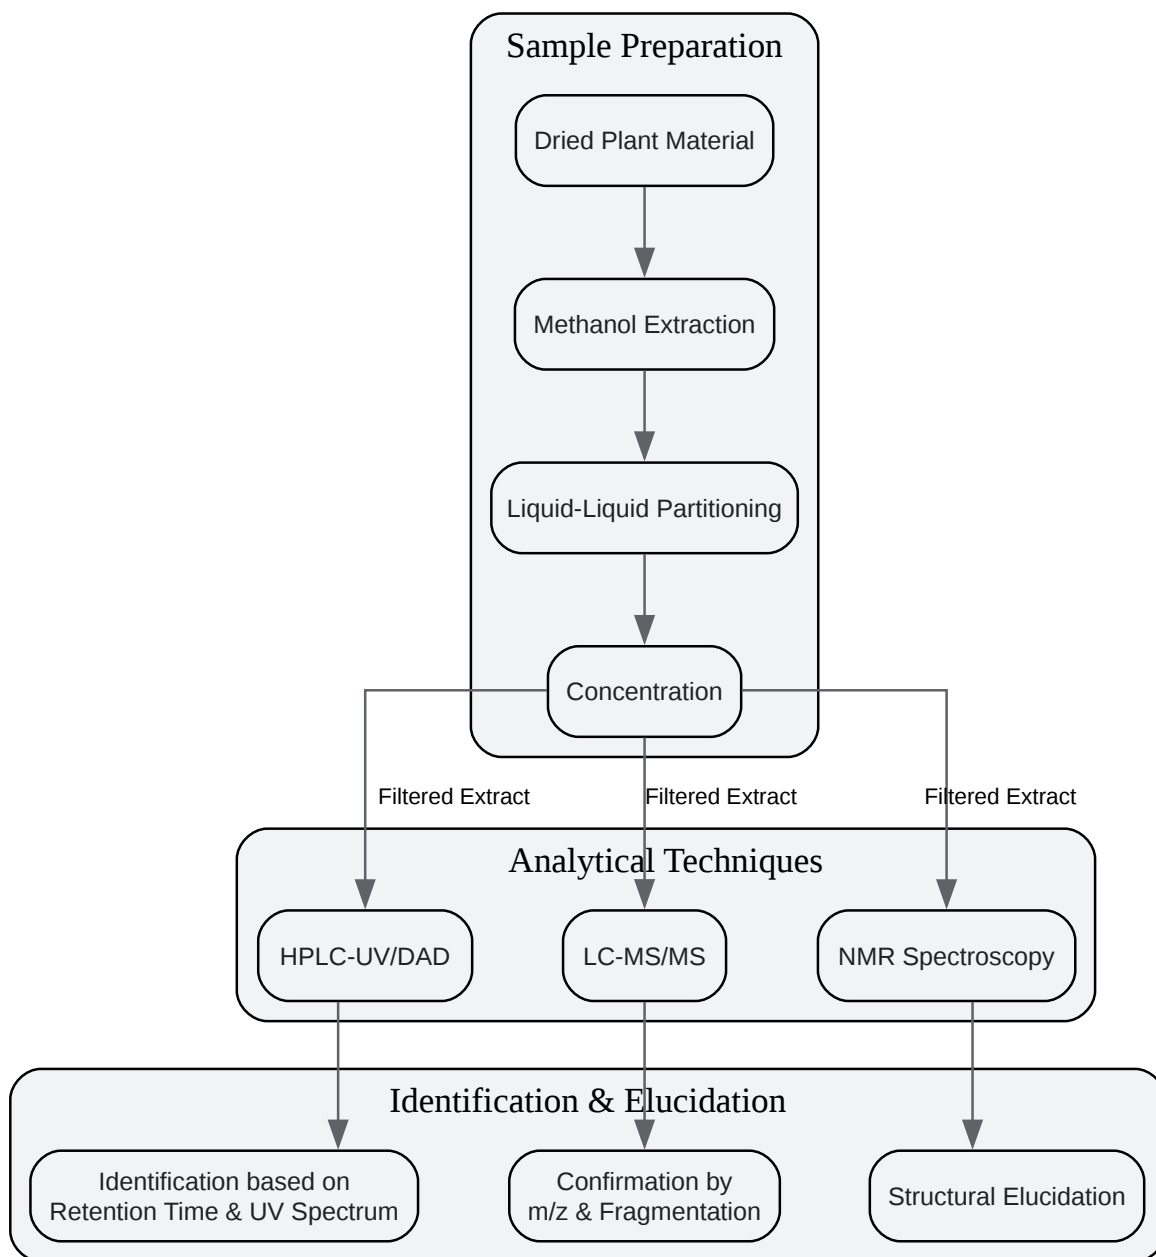 Sample Preparation
Dried Plant Material
Methanol Extraction
Liquid-Liquid Partitioning
Concentration
Filtered Extract
Filtered Extract
Filtered Extract
Analytical Techniques
HPLC-UV/DAD
LC-MS/MS
NMR Spectroscopy
Identification & Elucidation
Identification based on
Retention Time & UV Spectrum
Confirmation by
m/z & Fragmentation
Structural Elucidation